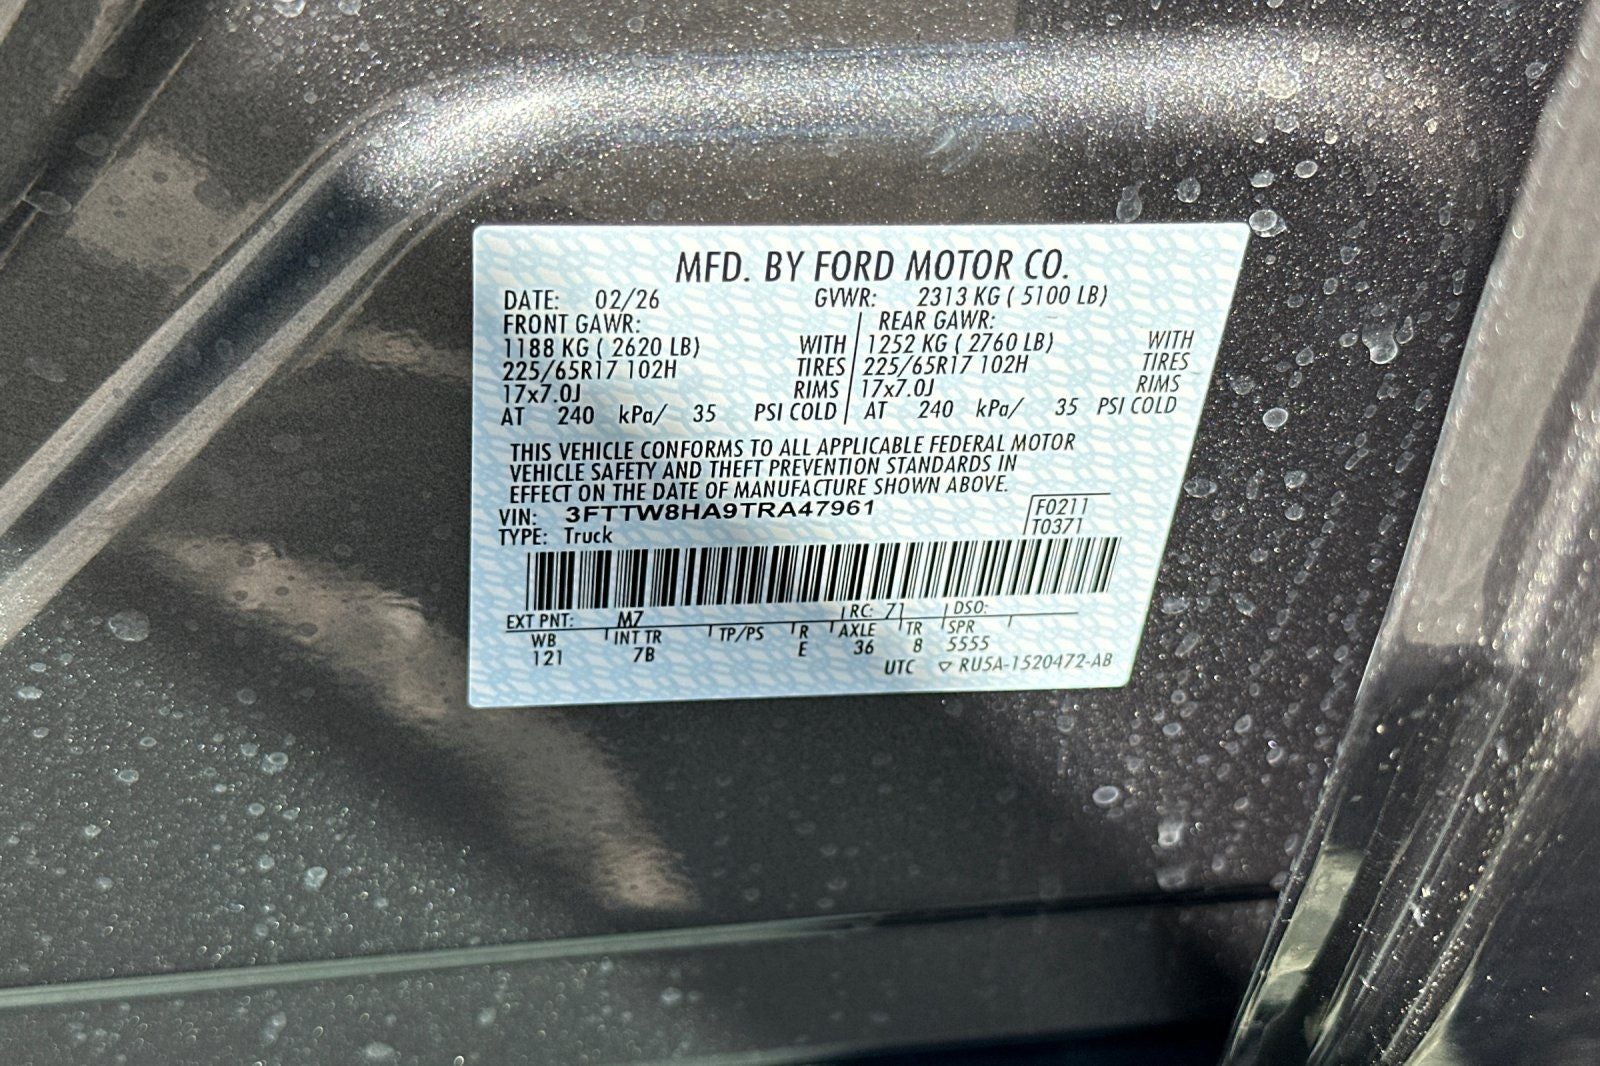 MFD. BY FORD MOTOR CO.
DATE: 02/26 GVWR: 2313 KG ( 5100 LB)
FRONT GAWR: REAR GAWR:
1188 KG ( 2620 LB) WITH 1252 KG ( 2760 LB) WITH
225/65R17 102H TIRES 225/65R17 102H TIRES
17x7.0J RIMS 17x7.0J RIMS
AT 240 kPa/ 35 PSI COLD AT 240 kPa/ 35 PSI COLD
THIS VEHICLE CONFORMS TO ALL APPLICABLE FEDERAL MOTOR
VEHICLE SAFETY AND THEFT PREVENTION STANDARDS IN
EFFECT ON THE DATE OF MANUFACTURE SHOWN ABOVE.
VIN: 3FTTW8HA9TRA47961 F0211
TYPE: Truck T0371
EXT PNT: M7 RC: 71 DSO:
WB INT TR TP/PS R AXLE TR SPR
121 7B E 36 8 5555
UTC ▽ RU5A-1520472-AB